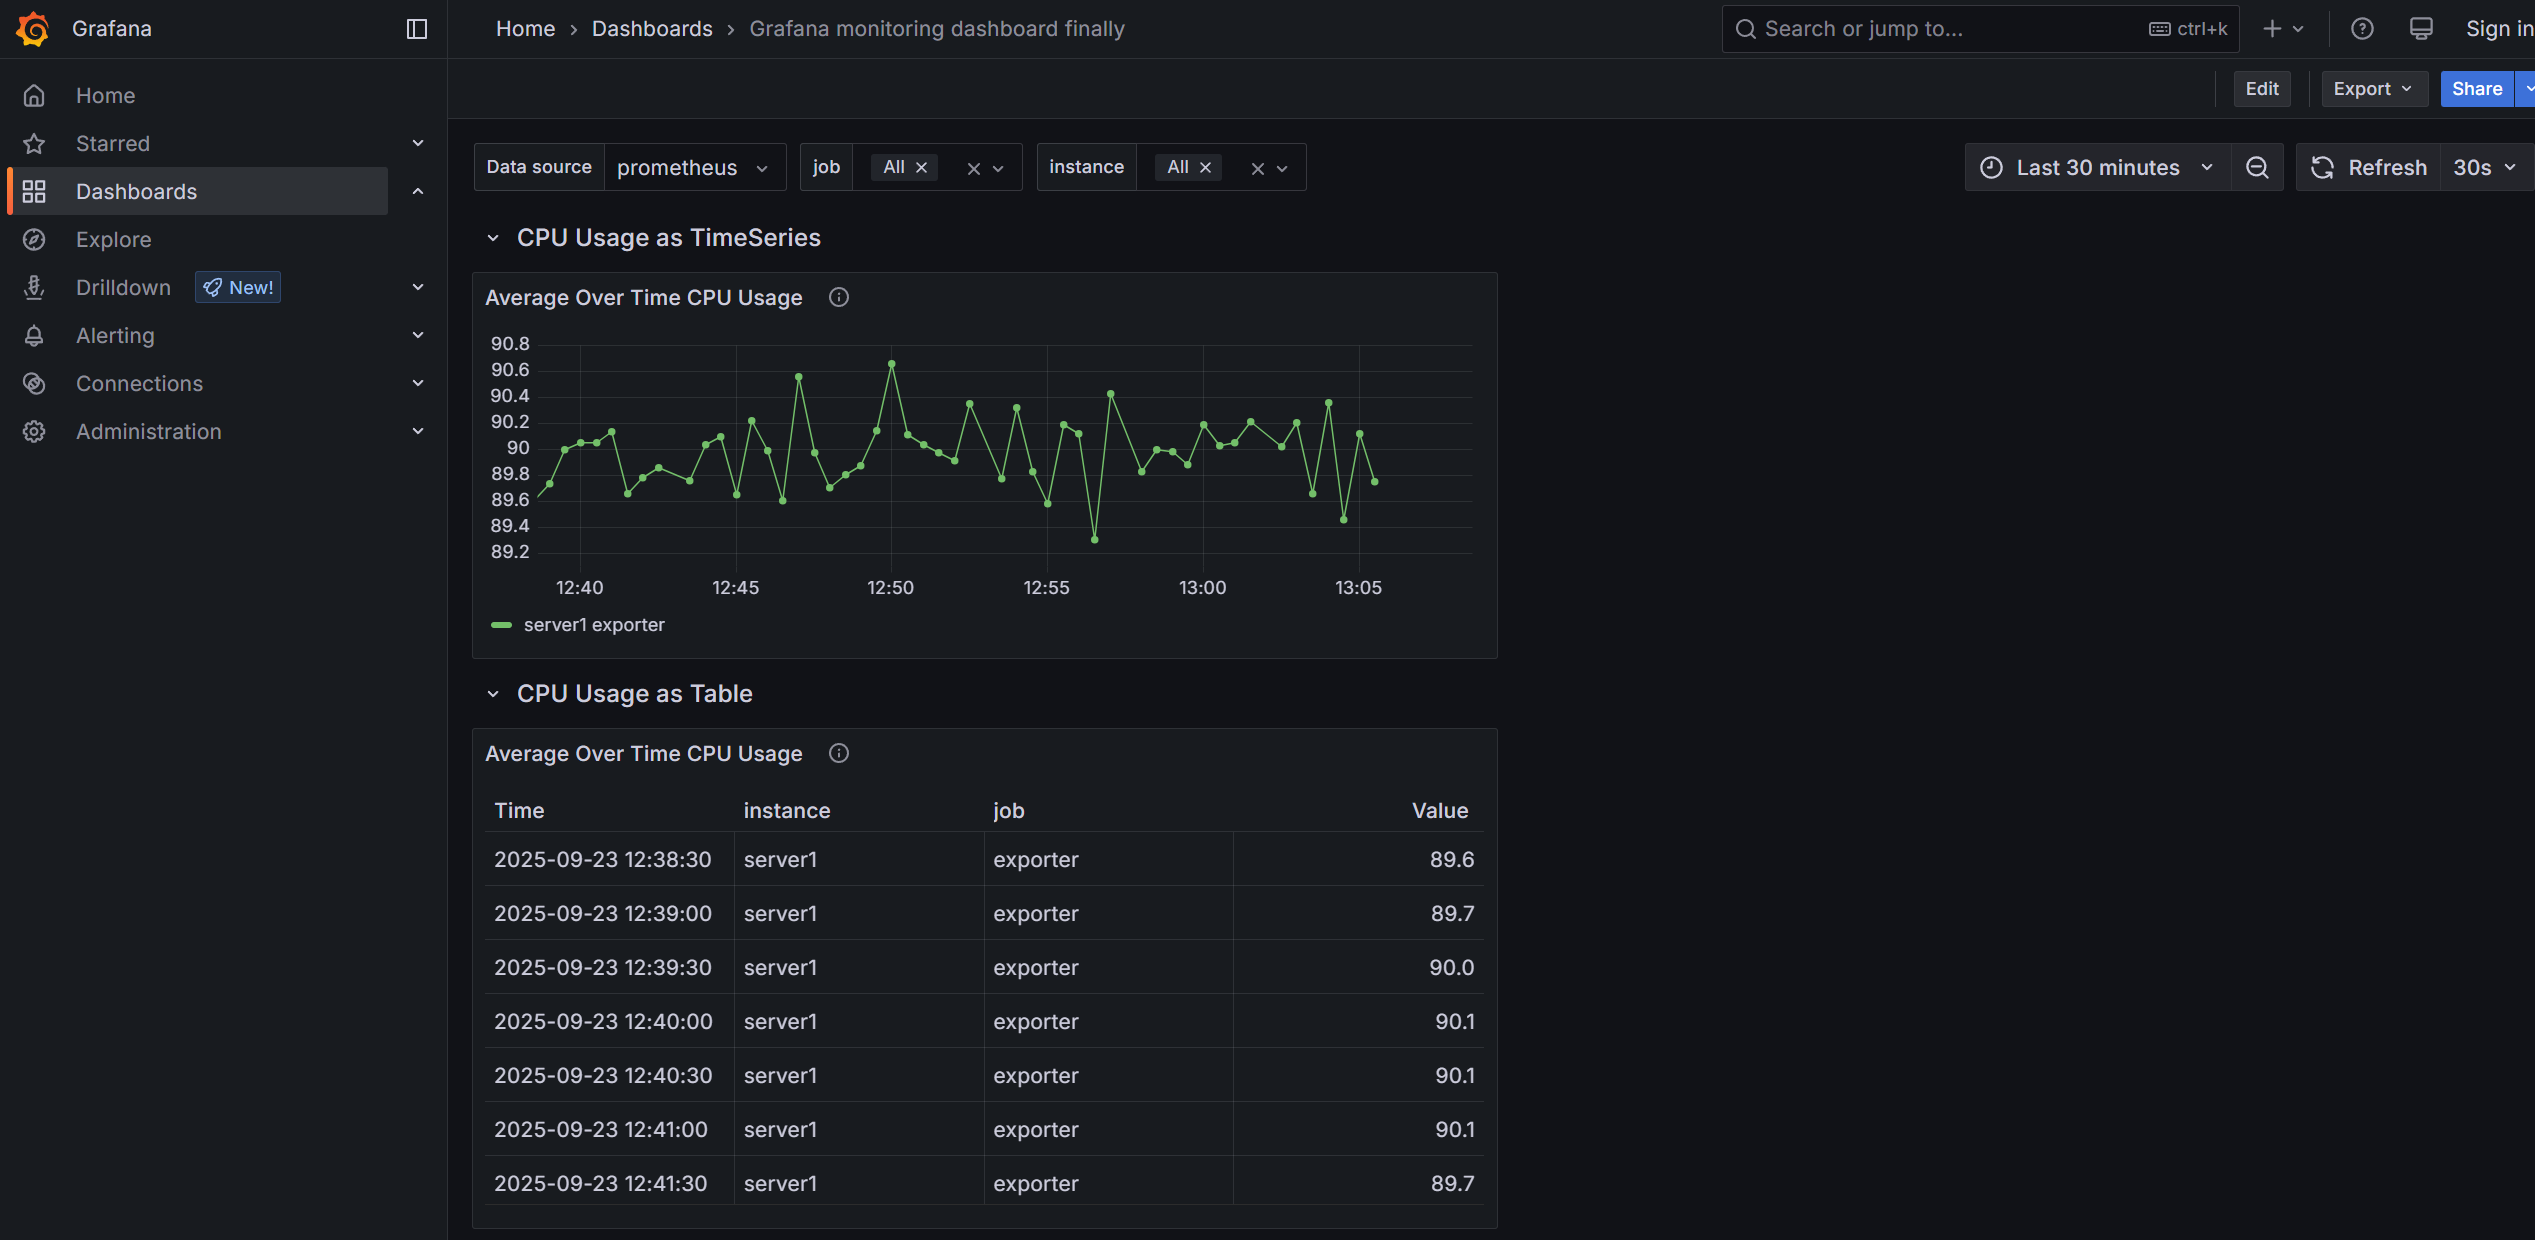 Grafana
Home › Dashboards › Grafana monitoring dashboard finally
Search or jump to...
ctrl+k
Sign in
Home
Starred
Dashboards
Explore
Drilldown
New!
Alerting
Connections
Administration
Edit
Export
Share
Data source
prometheus
job
All
instance
All
Last 30 minutes
Refresh
30s
CPU Usage as TimeSeries
Average Over Time CPU Usage
90.8
90.6
90.4
90.2
90
89.8
89.6
89.4
89.2
12:40 12:45 12:50 12:55 13:00 13:05
server1 exporter
CPU Usage as Table
Average Over Time CPU Usage
Time instance job Value
2025-09-23 12:38:30 server1 exporter 89.6
2025-09-23 12:39:00 server1 exporter 89.7
2025-09-23 12:39:30 server1 exporter 90.0
2025-09-23 12:40:00 server1 exporter 90.1
2025-09-23 12:40:30 server1 exporter 90.1
2025-09-23 12:41:00 server1 exporter 90.1
2025-09-23 12:41:30 server1 exporter 89.7